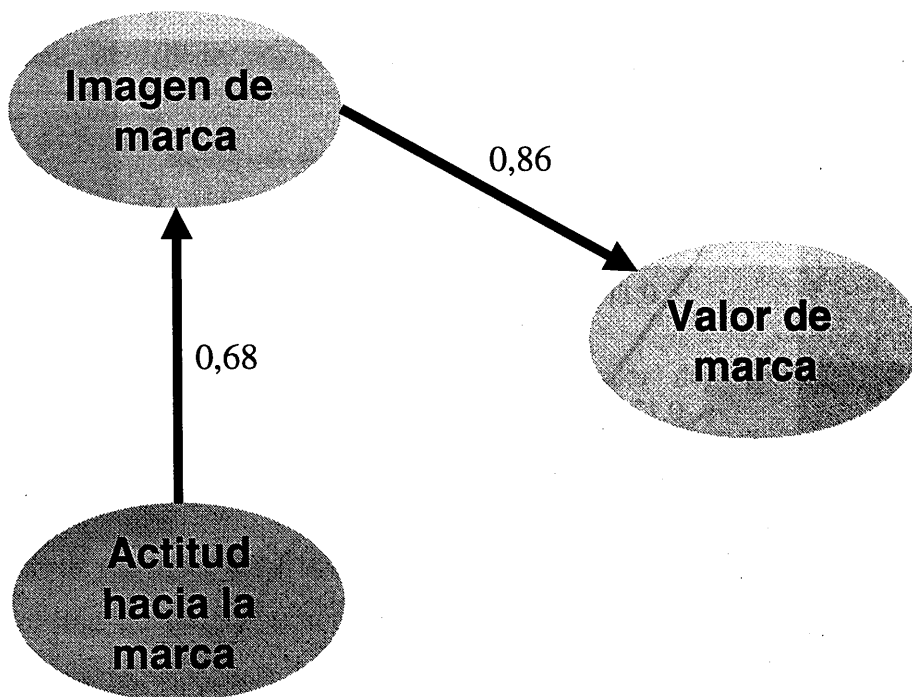 Imagen de
marca
0,86
Valor de
marca
0,68
Actitud
hacia la
marca